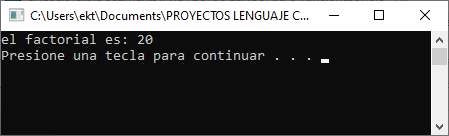 C:\Users\ekt\Documents\PROYECTOS LENGUAJE C...
el factorial es: 20
Presione una tecla para continuar . . .